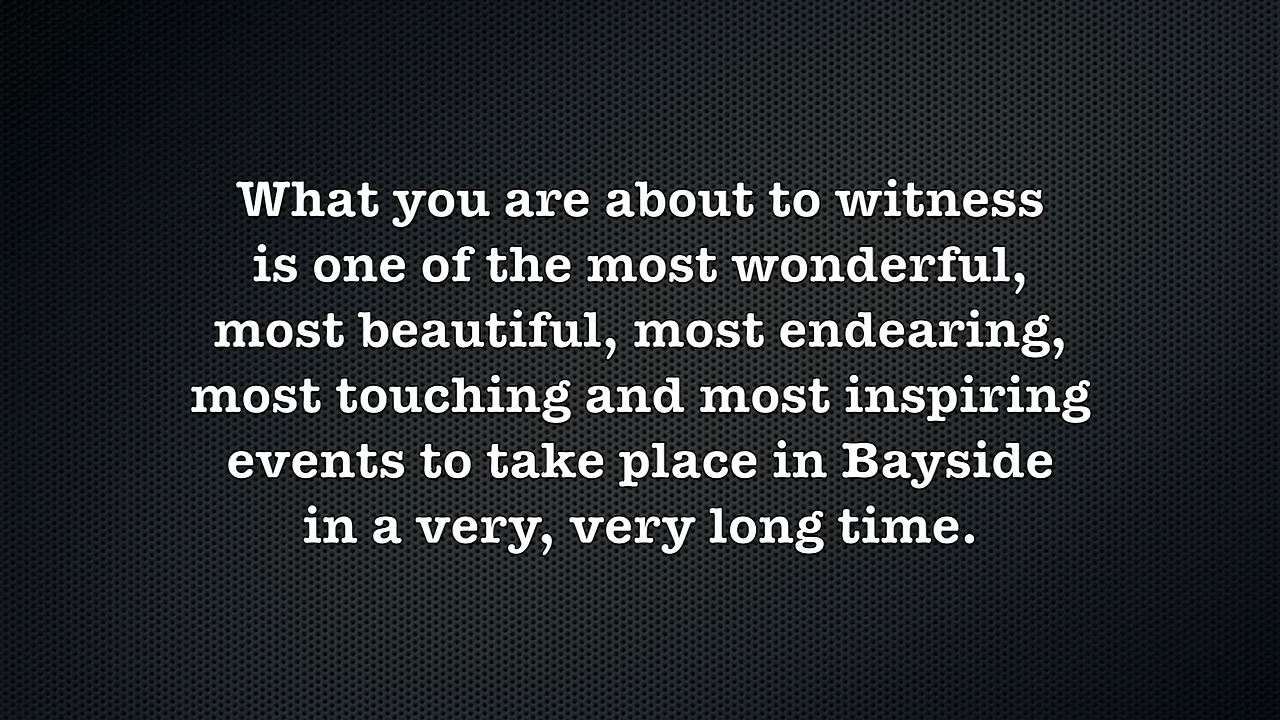 What you are about to witness
is one of the most wonderful,
most beautiful, most endearing,
most touching and most inspiring
events to take place in Bayside
in a very, very long time.